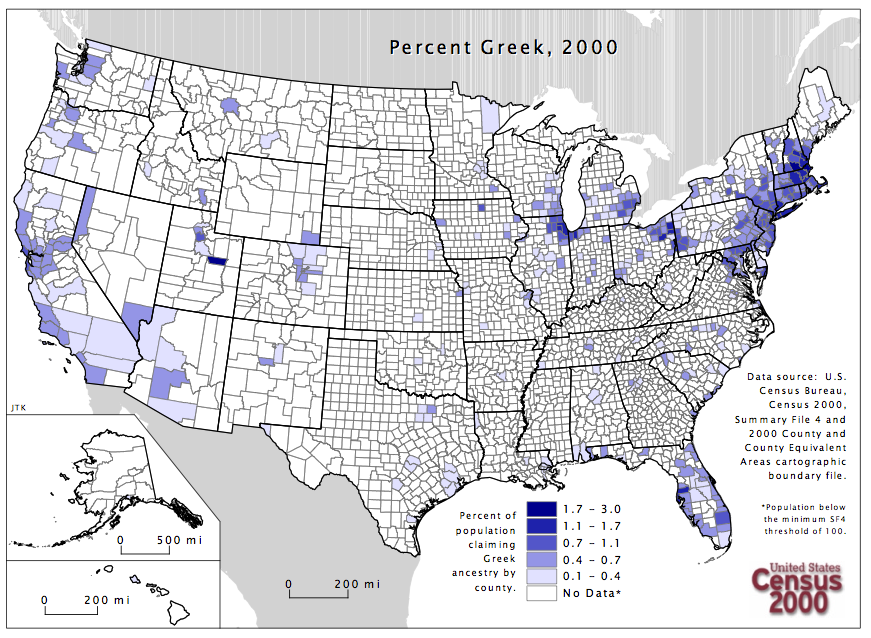 Percent Greek, 2000
Data source: U.S.
Census Bureau,
Census 2000,
Summary File 4 and
2000 County and
County Equivalent
Areas cartographic
boundary file.
JTK
*Population below
the minimum SF4
threshold of 100.
Percent of
population
claiming
Greek
ancestry by
county.
1.7 - 3.0
1.1 - 1.7
0.7 - 1.1
0.4 - 0.7
0.1 - 0.4
No Data*
0 500 mi
0 200 mi
0 200 mi
United States
Census
2000